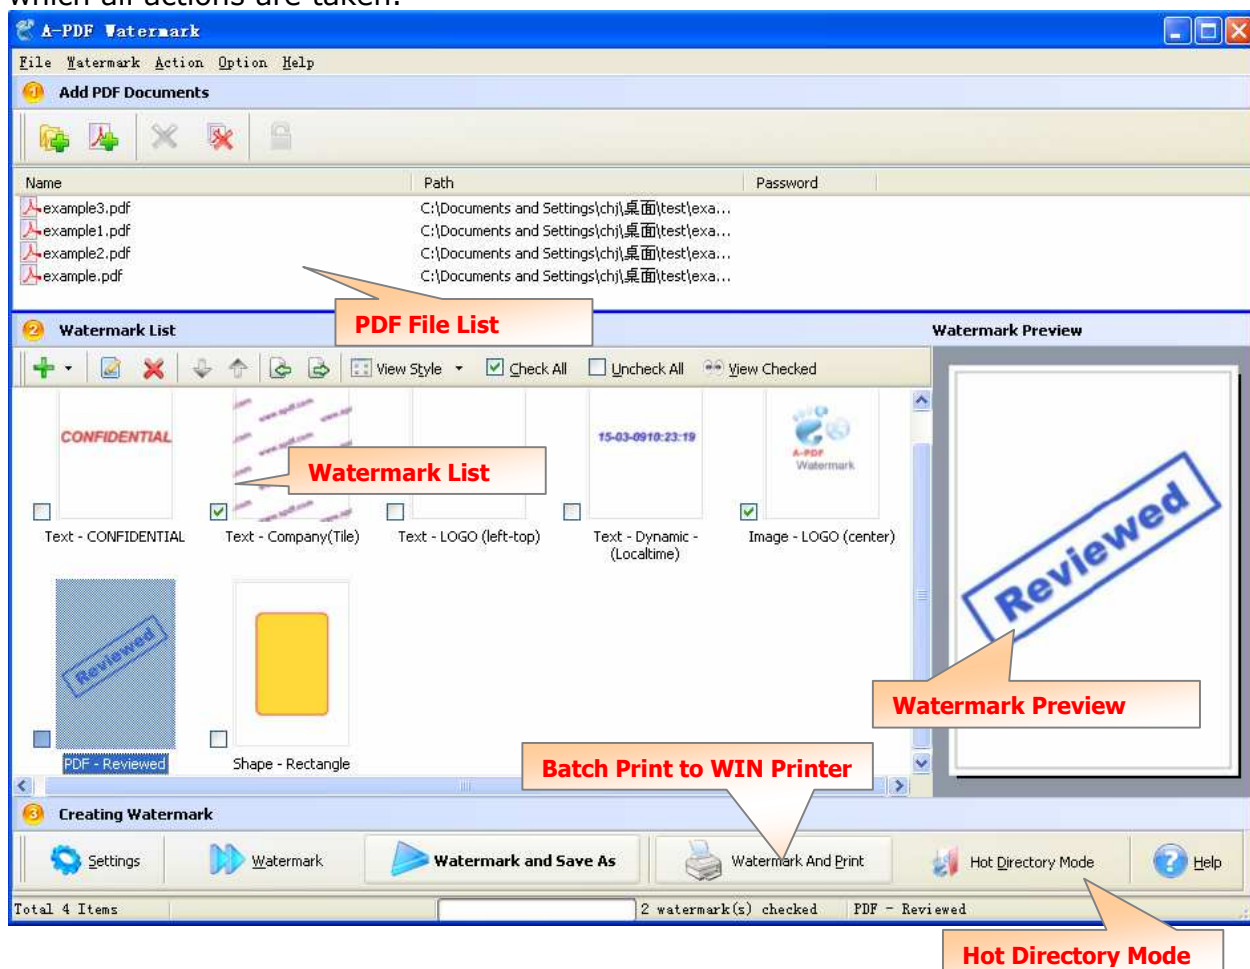 which all actions are taken.
A-PDF Watermark
File Watermark Action Option Help
1 Add PDF Documents
Name Path Password
example3.pdf C:\Documents and Settings\chj\桌面\test\exa...
example1.pdf C:\Documents and Settings\chj\桌面\test\exa...
example2.pdf C:\Documents and Settings\chj\桌面\test\exa...
example.pdf C:\Documents and Settings\chj\桌面\test\exa...
PDF File List
2 Watermark List Watermark Preview
View Style Check All Uncheck All View Checked
CONFIDENTIAL
15-03-0910:23:19
A-PDF
Watermark
Watermark List
Text - CONFIDENTIAL Text - Company(Tile) Text - LOGO (left-top) Text - Dynamic - (Localtime) Image - LOGO (center)
Reviewed
Reviewed
Watermark Preview
PDF - Reviewed Shape - Rectangle
Batch Print to WIN Printer
3 Creating Watermark
Settings Watermark Watermark and Save As Watermark And Print Hot Directory Mode Help
Total 4 Items 2 watermark(s) checked PDF - Reviewed
Hot Directory Mode